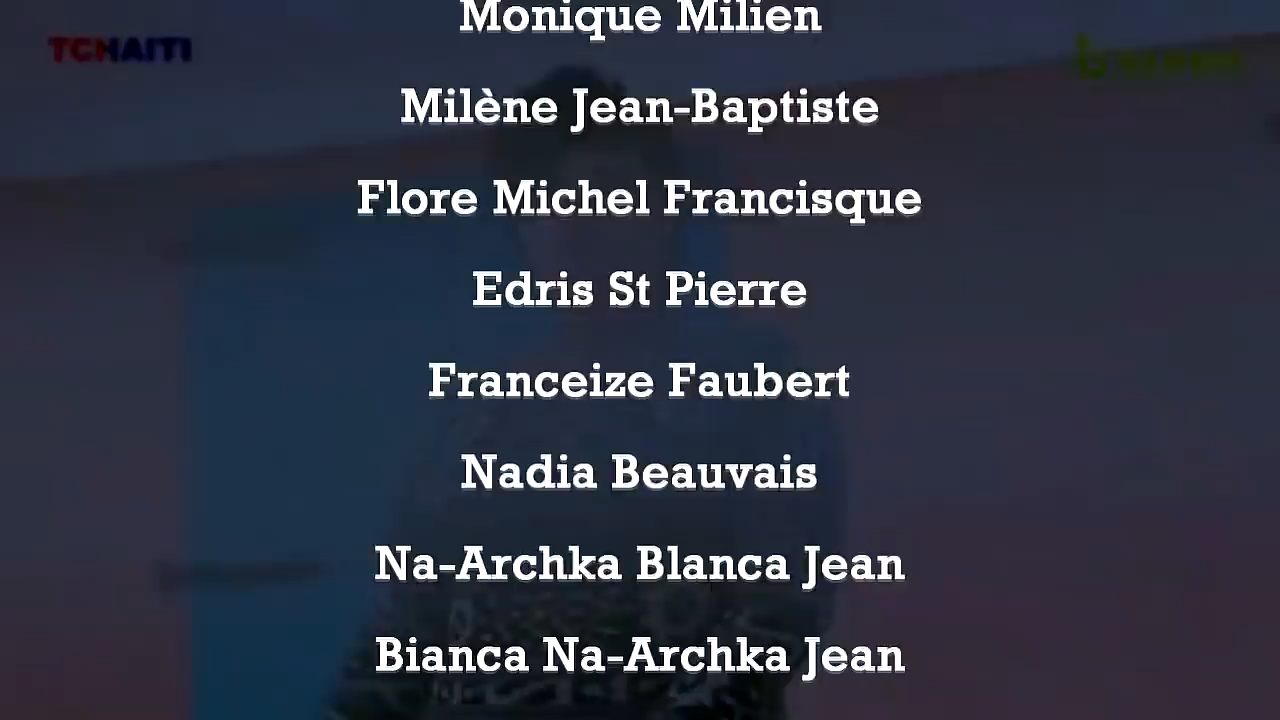 Monique Milien
TCHAITI
Milène Jean-Baptiste
Flore Michel Francisque
Edris St Pierre
Franceize Faubert
Nadia Beauvais
Na-Archka Blanca Jean
Bianca Na-Archka Jean